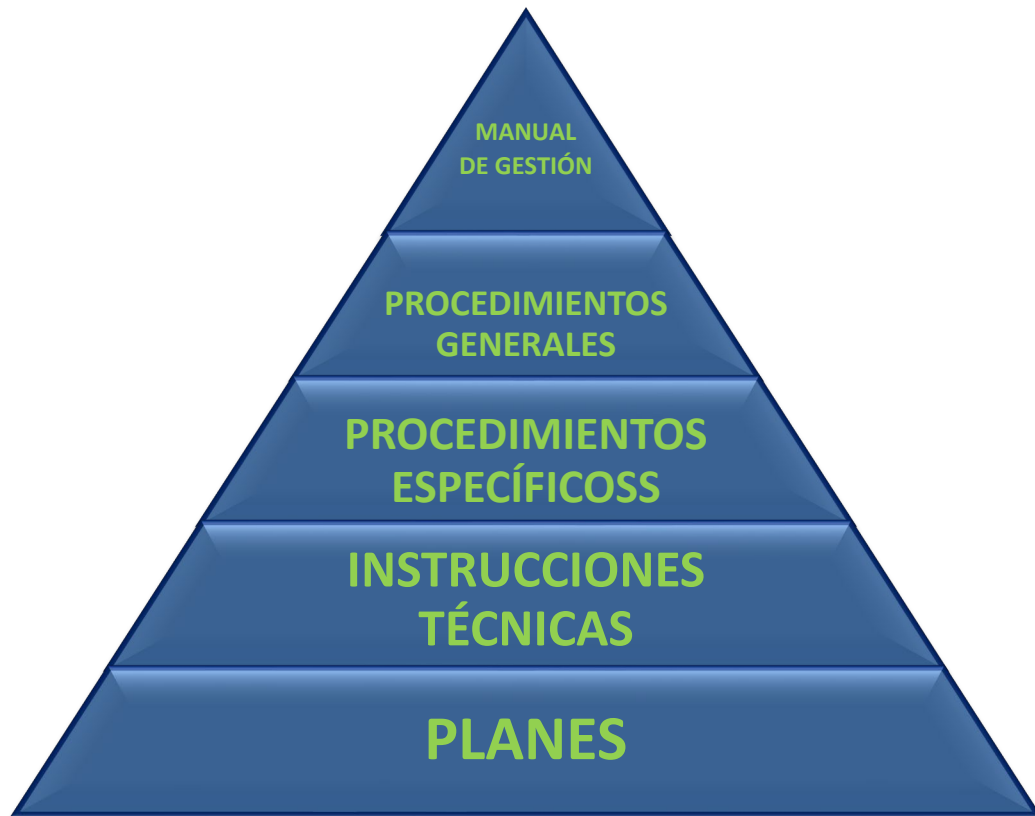 MANUAL
DE GESTIÓN
PROCEDIMIENTOS
GENERALES
PROCEDIMIENTOS
ESPECÍFICOSS
INSTRUCCIONES
TÉCNICAS
PLANES